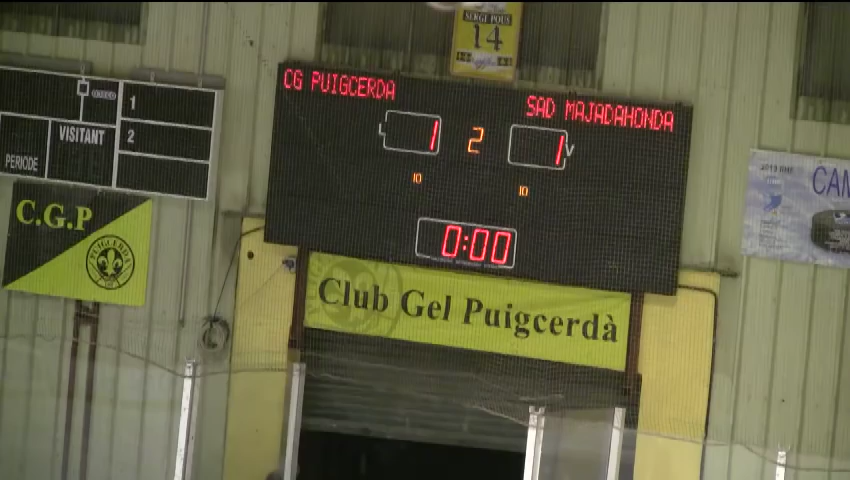 SERGI POUS
14
CG PUIGCERDA
SAD MAJADAHONDA
1
2
1
V
10
10
0:00
1
VISITANT
2
PERIODE
C.G.P
PUIGCERDA
Club Gel Puigcerdà
CAM